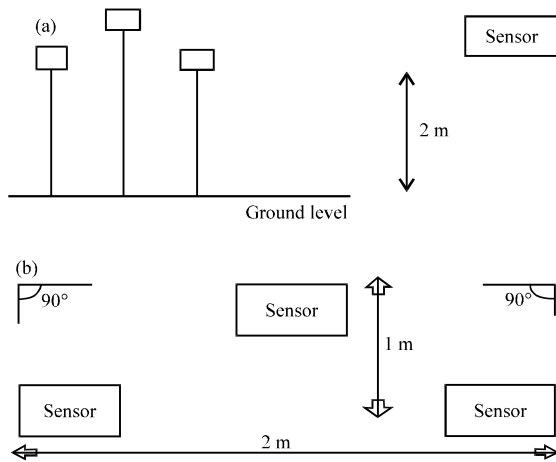 (a)
Sensor
2 m
Ground level
(b)
90°
Sensor
90°
1 m
Sensor
Sensor
2 m